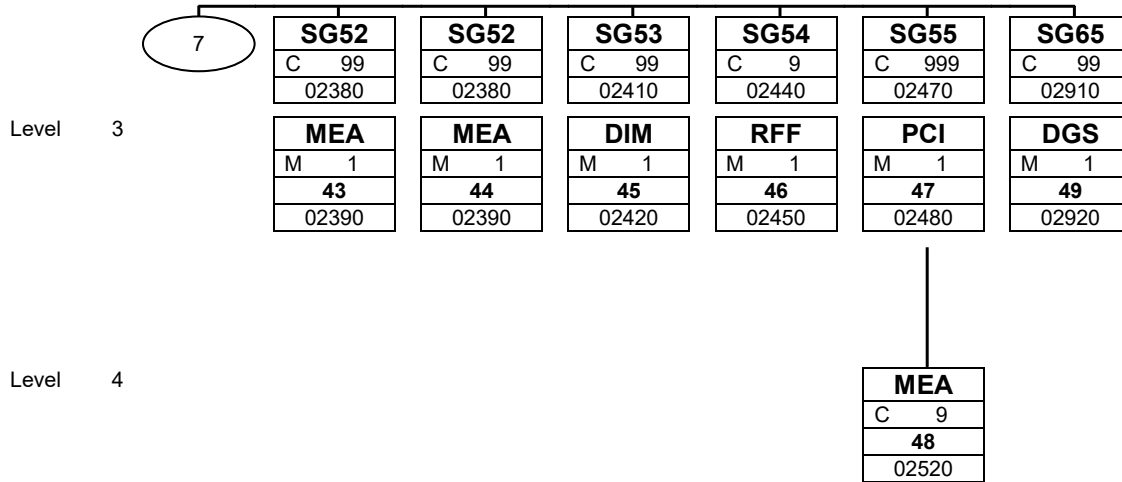 7
SG52 SG52 SG53 SG54 SG55 SG65
C 99 C 99 C 99 C 9 C 999 C 99
02380 02380 02410 02440 02470 02910
Level 3 MEA MEA DIM RFF PCI DGS
M 1 M 1 M 1 M 1 M 1 M 1
43 44 45 46 47 49
02390 02390 02420 02450 02480 02920
Level 4 MEA
C 9
48
02520